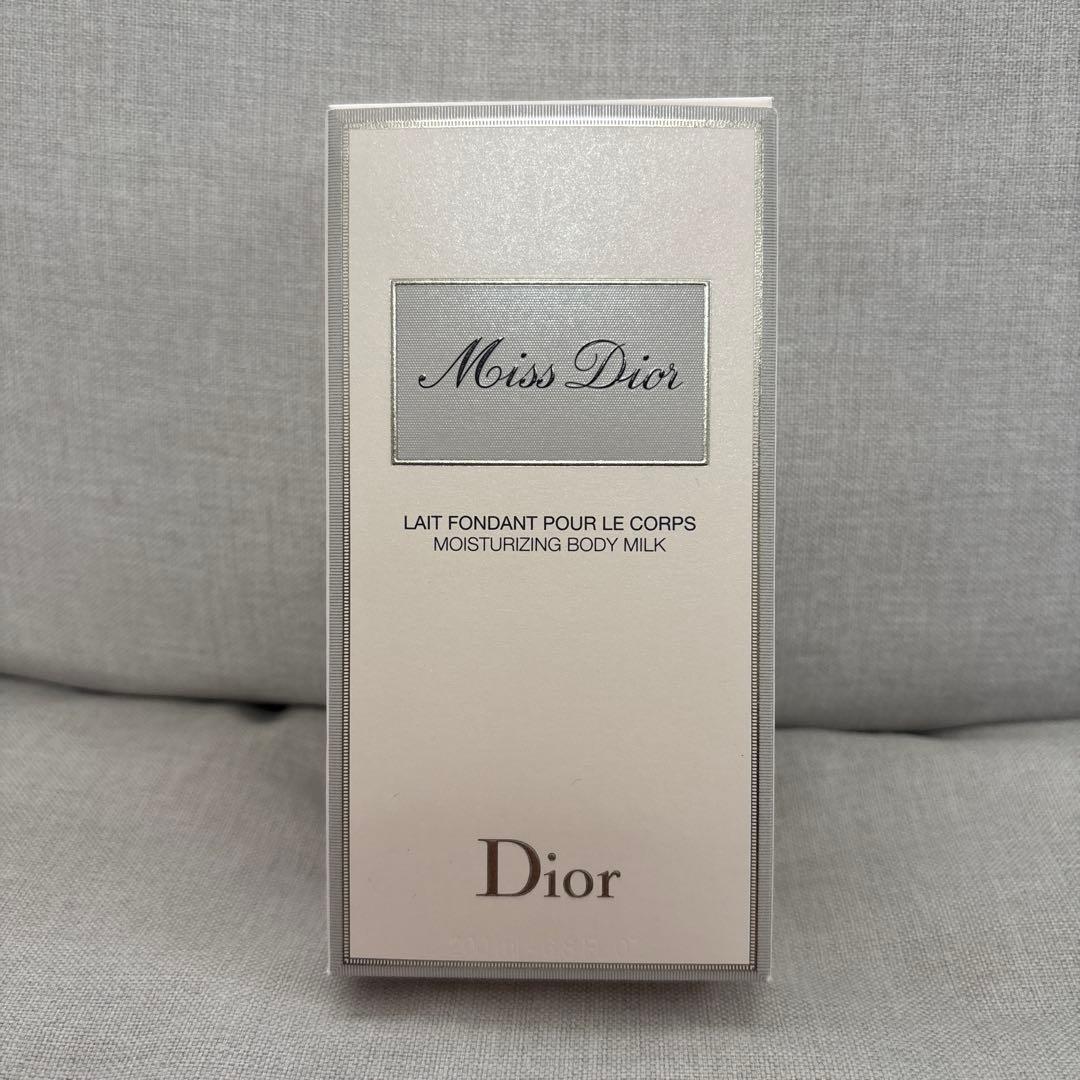 Miss Dior
LAIT FONDANT POUR LE CORPS
MOISTURIZING BODY MILK
Dior